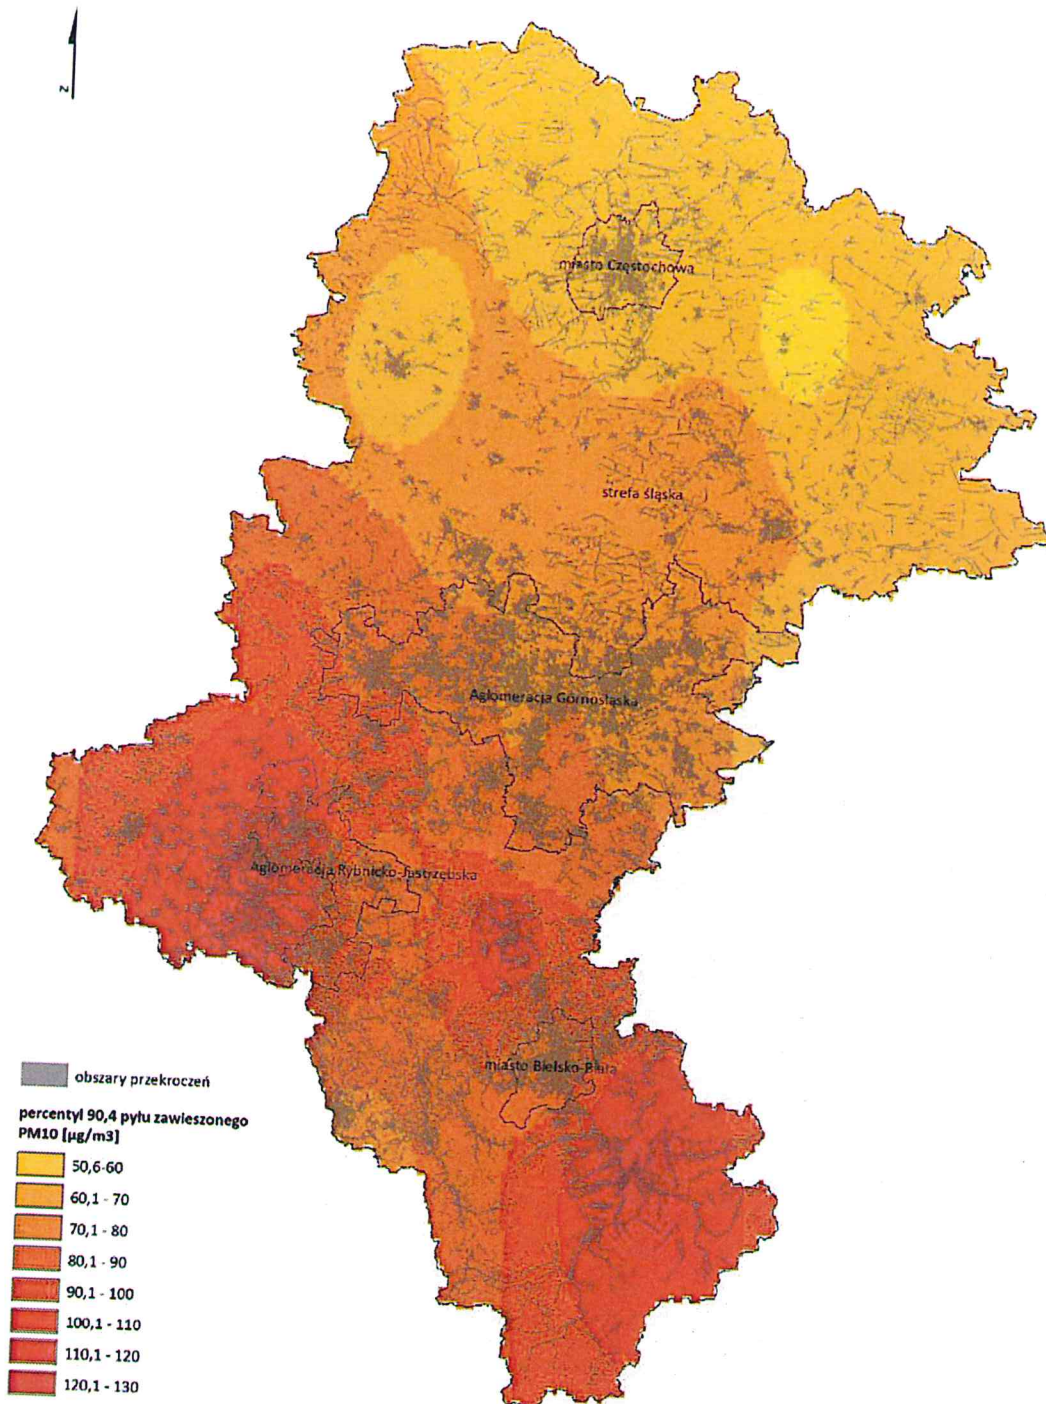 z
miasto Częstochowa
strefa śląska
Aglomeracja Górnośląska
Aglomeracja Rybnicko-Jastrzębska
miasto Bielsko-Biała
obszary przekroczeń
percentyl 90,4 pyłu zawieszonego
PM10 [µg/m3]
50,6-60
60,1 - 70
70,1 - 80
80,1 - 90
90,1 - 100
100,1 - 110
110,1 - 120
120,1 - 130